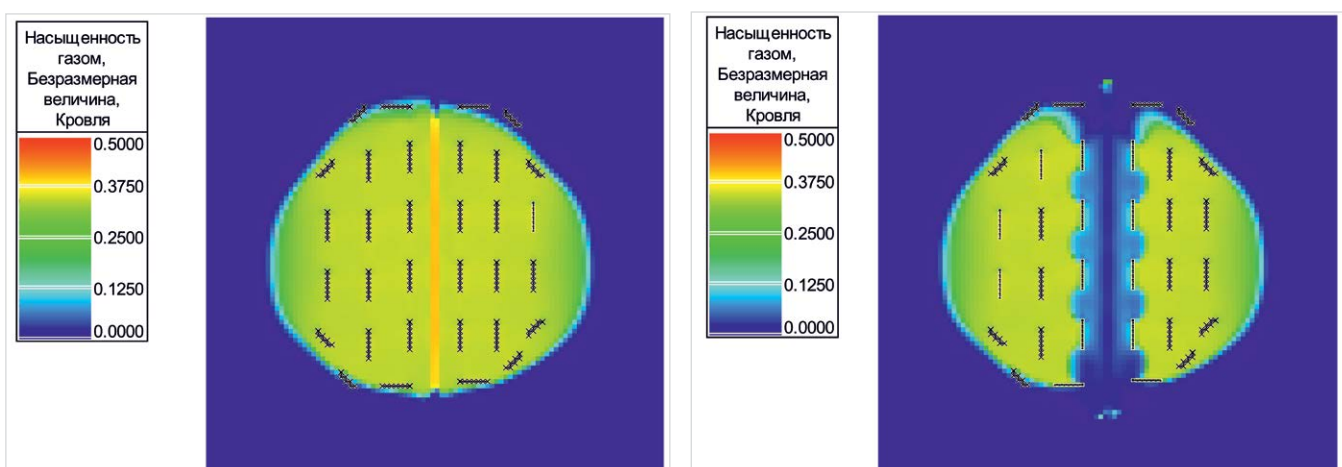 Насыщенность
газом,
Безразмерная
величина,
Кровля
0.5000
0.3750
0.2500
0.1250
0.0000
Насыщенность
газом,
Безразмерная
величина,
Кровля
0.5000
0.3750
0.2500
0.1250
0.0000